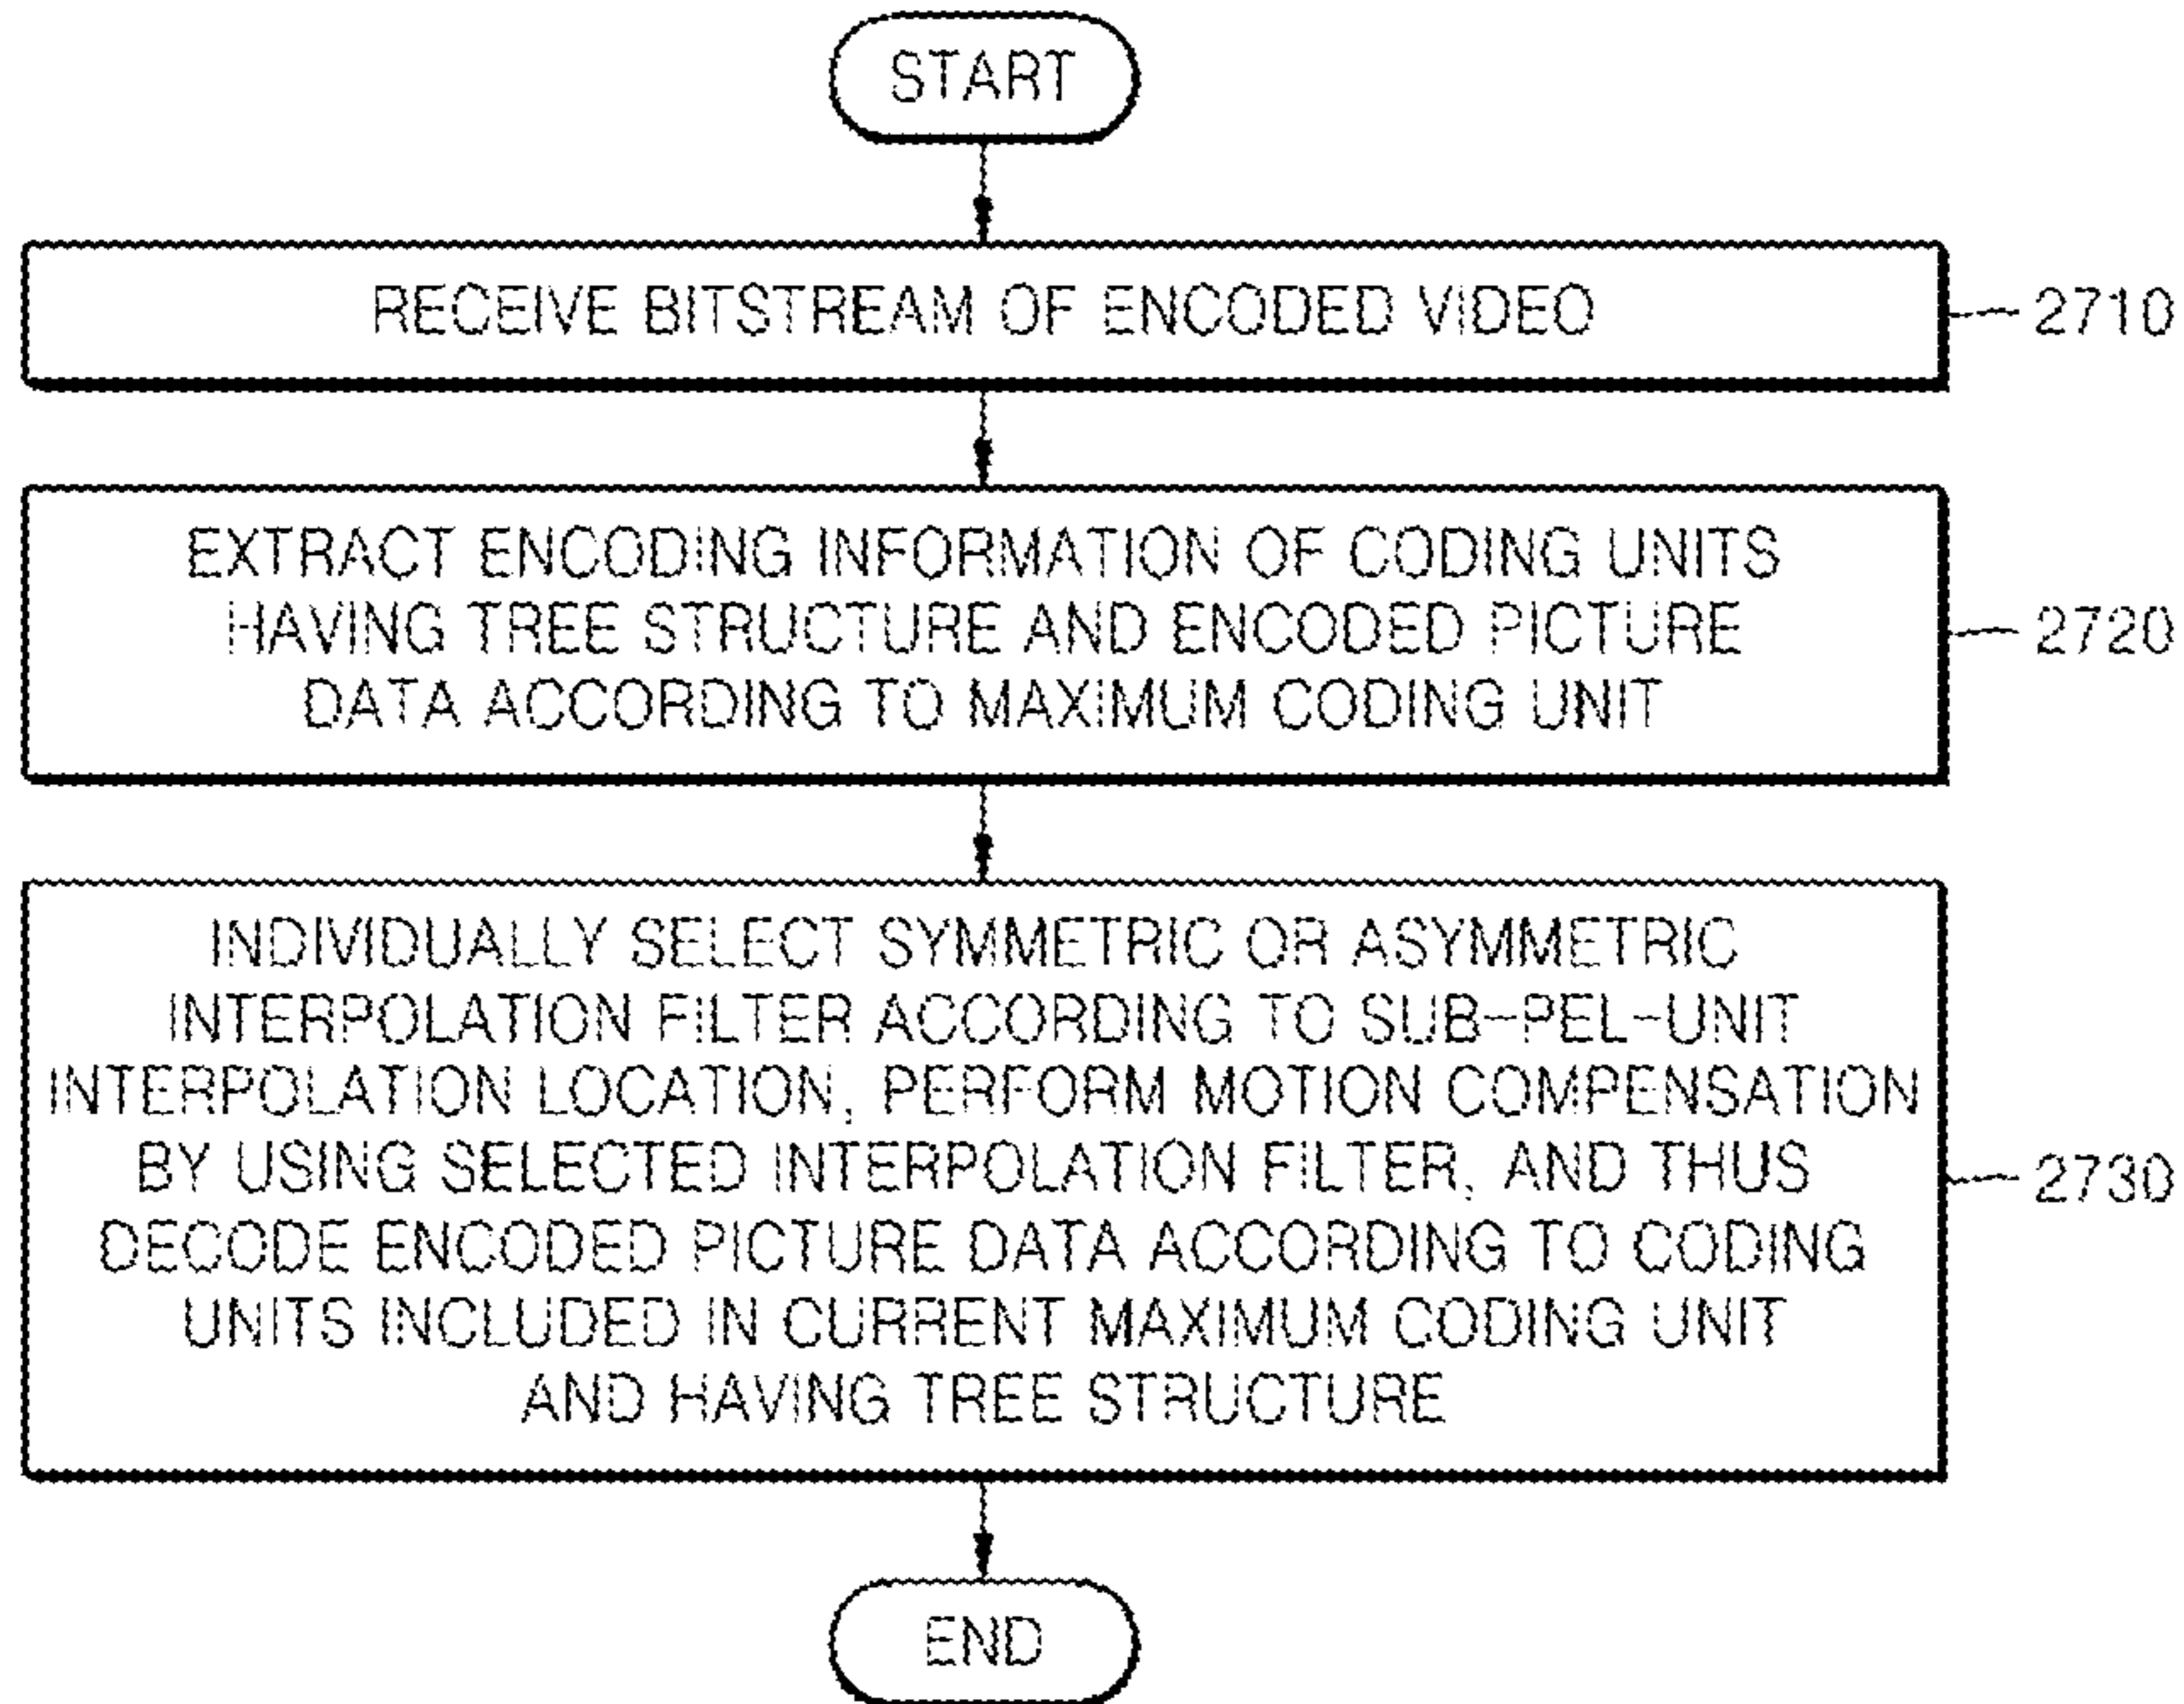 START
RECEIVE BITSTREAM OF ENCODED VIDEO
2710
EXTRACT ENCODING INFORMATION OF CODING UNITS
HAVING TREE STRUCTURE AND ENCODED PICTURE
DATA ACCORDING TO MAXIMUM CODING UNIT
2720
INDIVIDUALLY SELECT SYMMETRIC OR ASYMMETRIC
INTERPOLATION FILTER ACCORDING TO SUB-PEL-UNIT
INTERPOLATION LOCATION, PERFORM MOTION COMPENSATION
BY USING SELECTED INTERPOLATION FILTER, AND THUS
DECODE ENCODED PICTURE DATA ACCORDING TO CODING
UNITS INCLUDED IN CURRENT MAXIMUM CODING UNIT
AND HAVING TREE STRUCTURE
2730
END